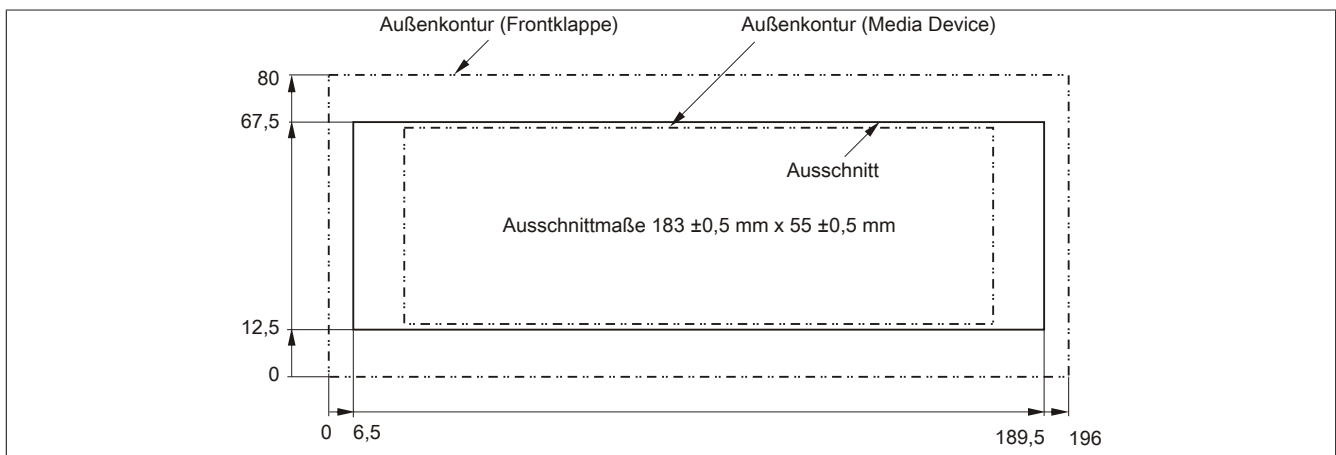 Außenkontur (Frontklappe)
Außenkontur (Media Device)
80
67,5
Ausschnitt
Ausschnittmaße 183 ±0,5 mm x 55 ±0,5 mm
12,5
0
0
6,5
189,5
196